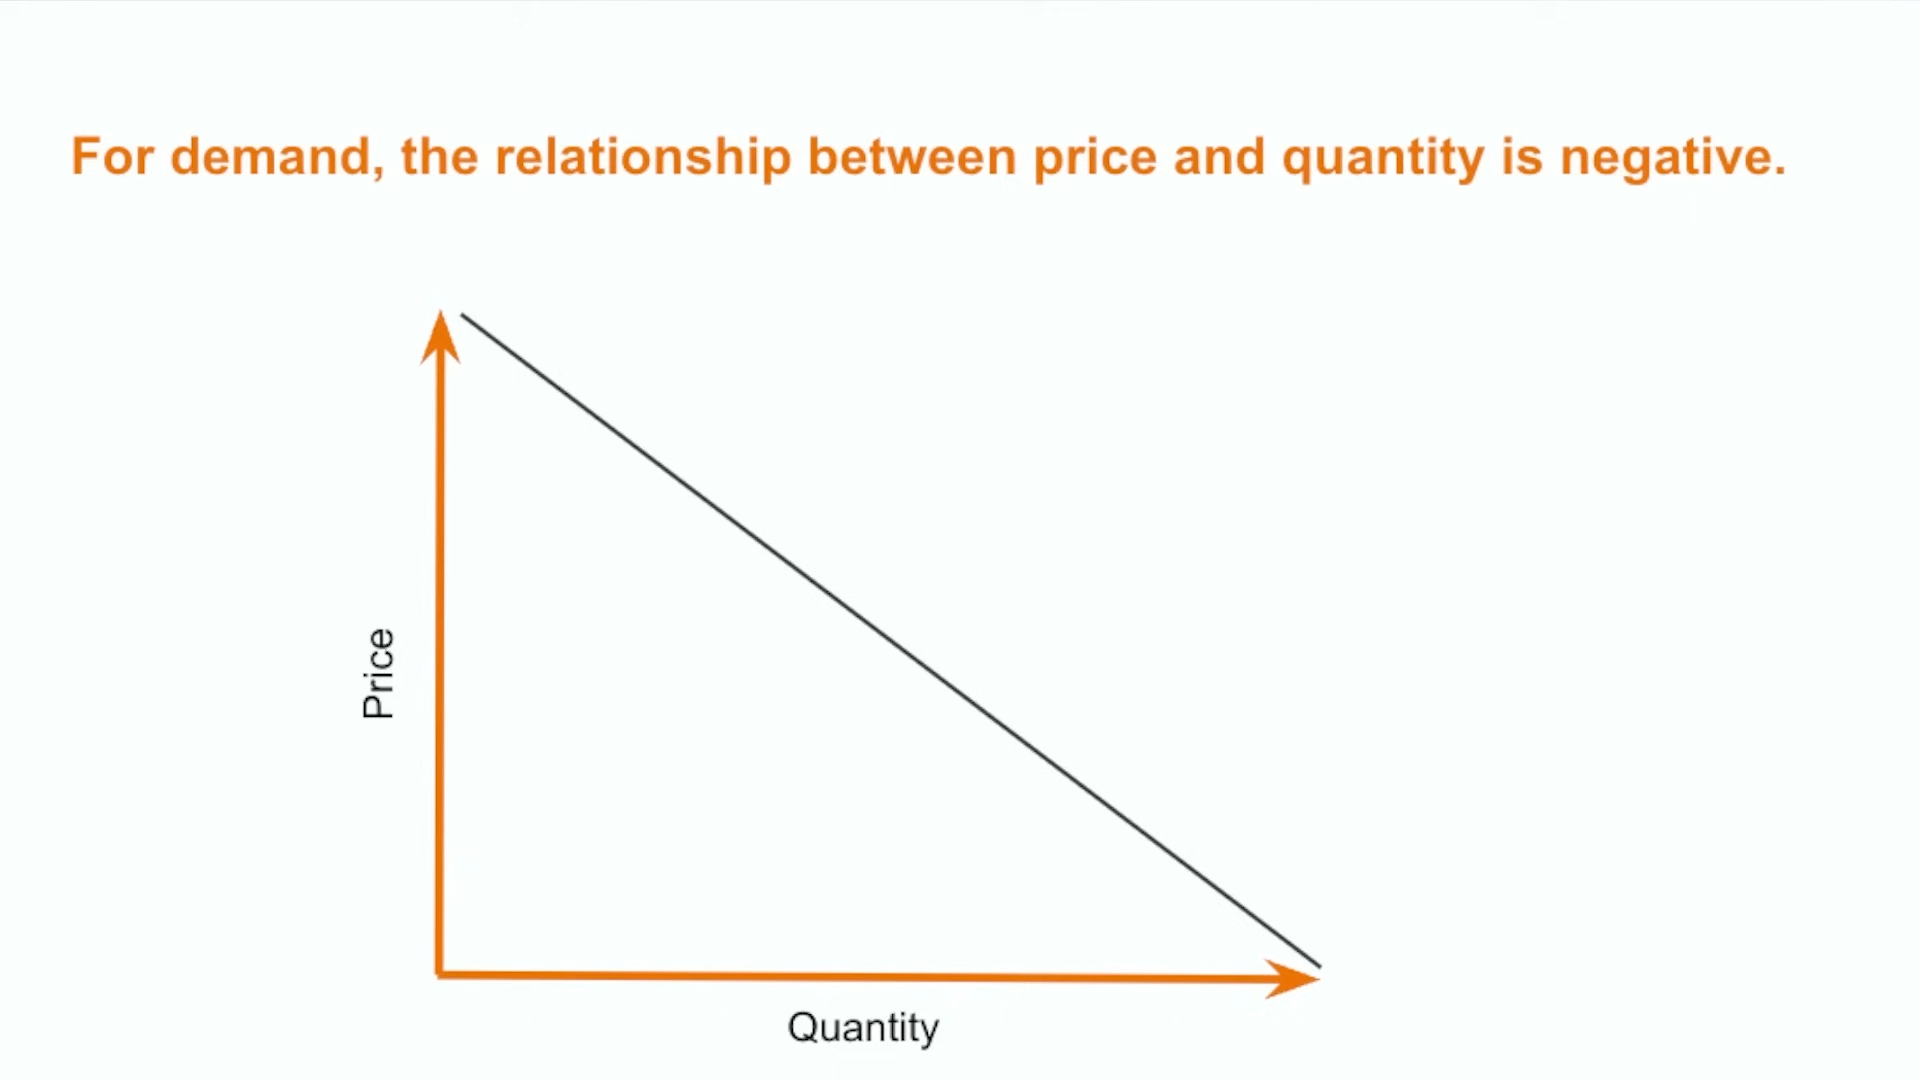 For demand, the relationship between price and quantity is negative.
Price
Quantity